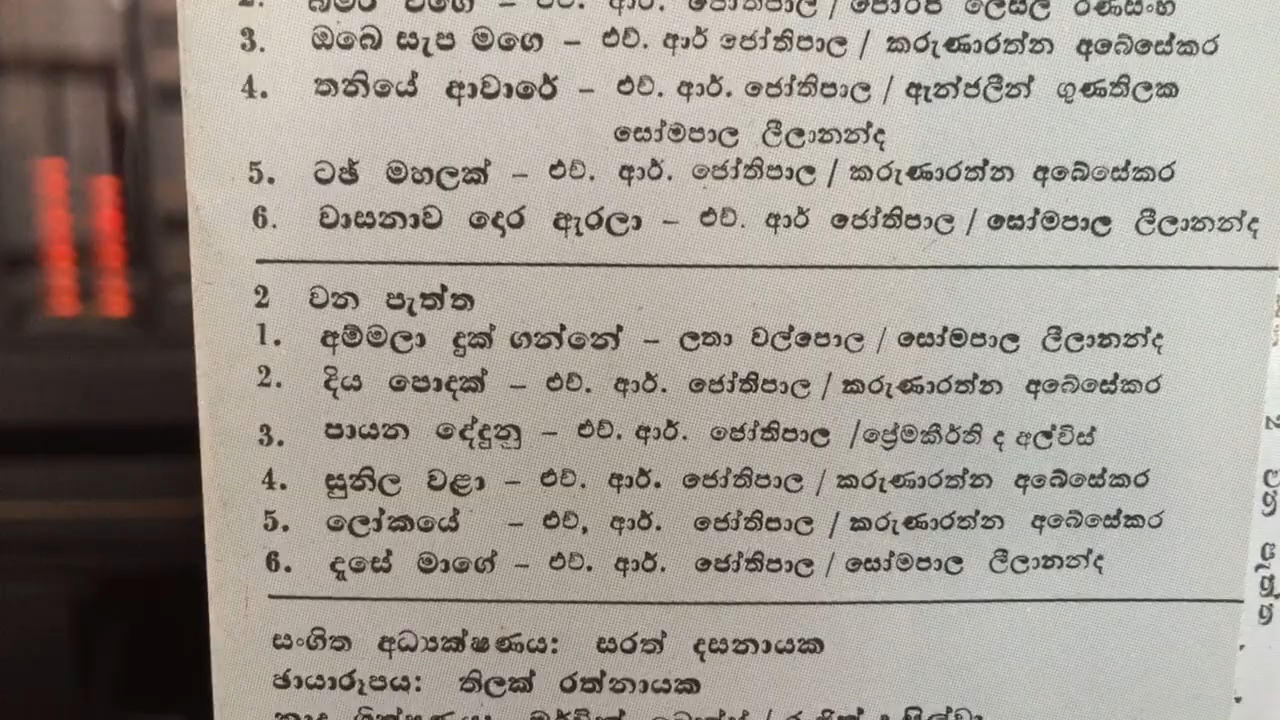 2. බමර විගේ – එච්. ආර්. ජෝතිපාල /
3. ඔබෙ සැප මගෙ – එච්. ආර් ජෝතිපාල / කරුණාරත්න අබේසේකර
4. තනියේ ආවාරේ – එච්. ආර්. ජෝතිපාල / ඇන්ජලීන් ගුණතිලක
සෝමපාල ලීලානන්ද
5. ටජ් මහලක් – එච්. ආර්. ජෝතිපාල / කරුණාරත්න අබේසේකර
6. වාසනාව දොර ඇරලා – එච්. ආර් ජෝතිපාල / සෝමපාල ලීලානන්ද
2 වන පැත්ත
1. අම්මලා දුක් ගන්නේ – ලතා වල්පොල / සෝමපාල ලීලානන්ද
2. දිය පොදක් – එච්. ආර්. ජෝතිපාල / කරුණාරත්න අබේසේකර
3. පායන දේදුනු – එච්. ආර්. ජෝතිපාල / ප්‍රේමකීර්ති ද අල්විස්
4. සුනිල වළා – එච්. ආර්. ජෝතිපාල / කරුණාරත්න අබේසේකර
5. ලෝකයේ – එච්, ආර්. ජෝතිපාල / කරුණාරත්න අබේසේකර
6. දෑසේ මාගේ – එච්. ආර්. ජෝතිපාල / සෝමපාල ලීලානන්ද
සංගිත අධ්‍යක්ෂණය: සරත් දසනායක
ඡායාරූපය: තිලක් රත්නායක